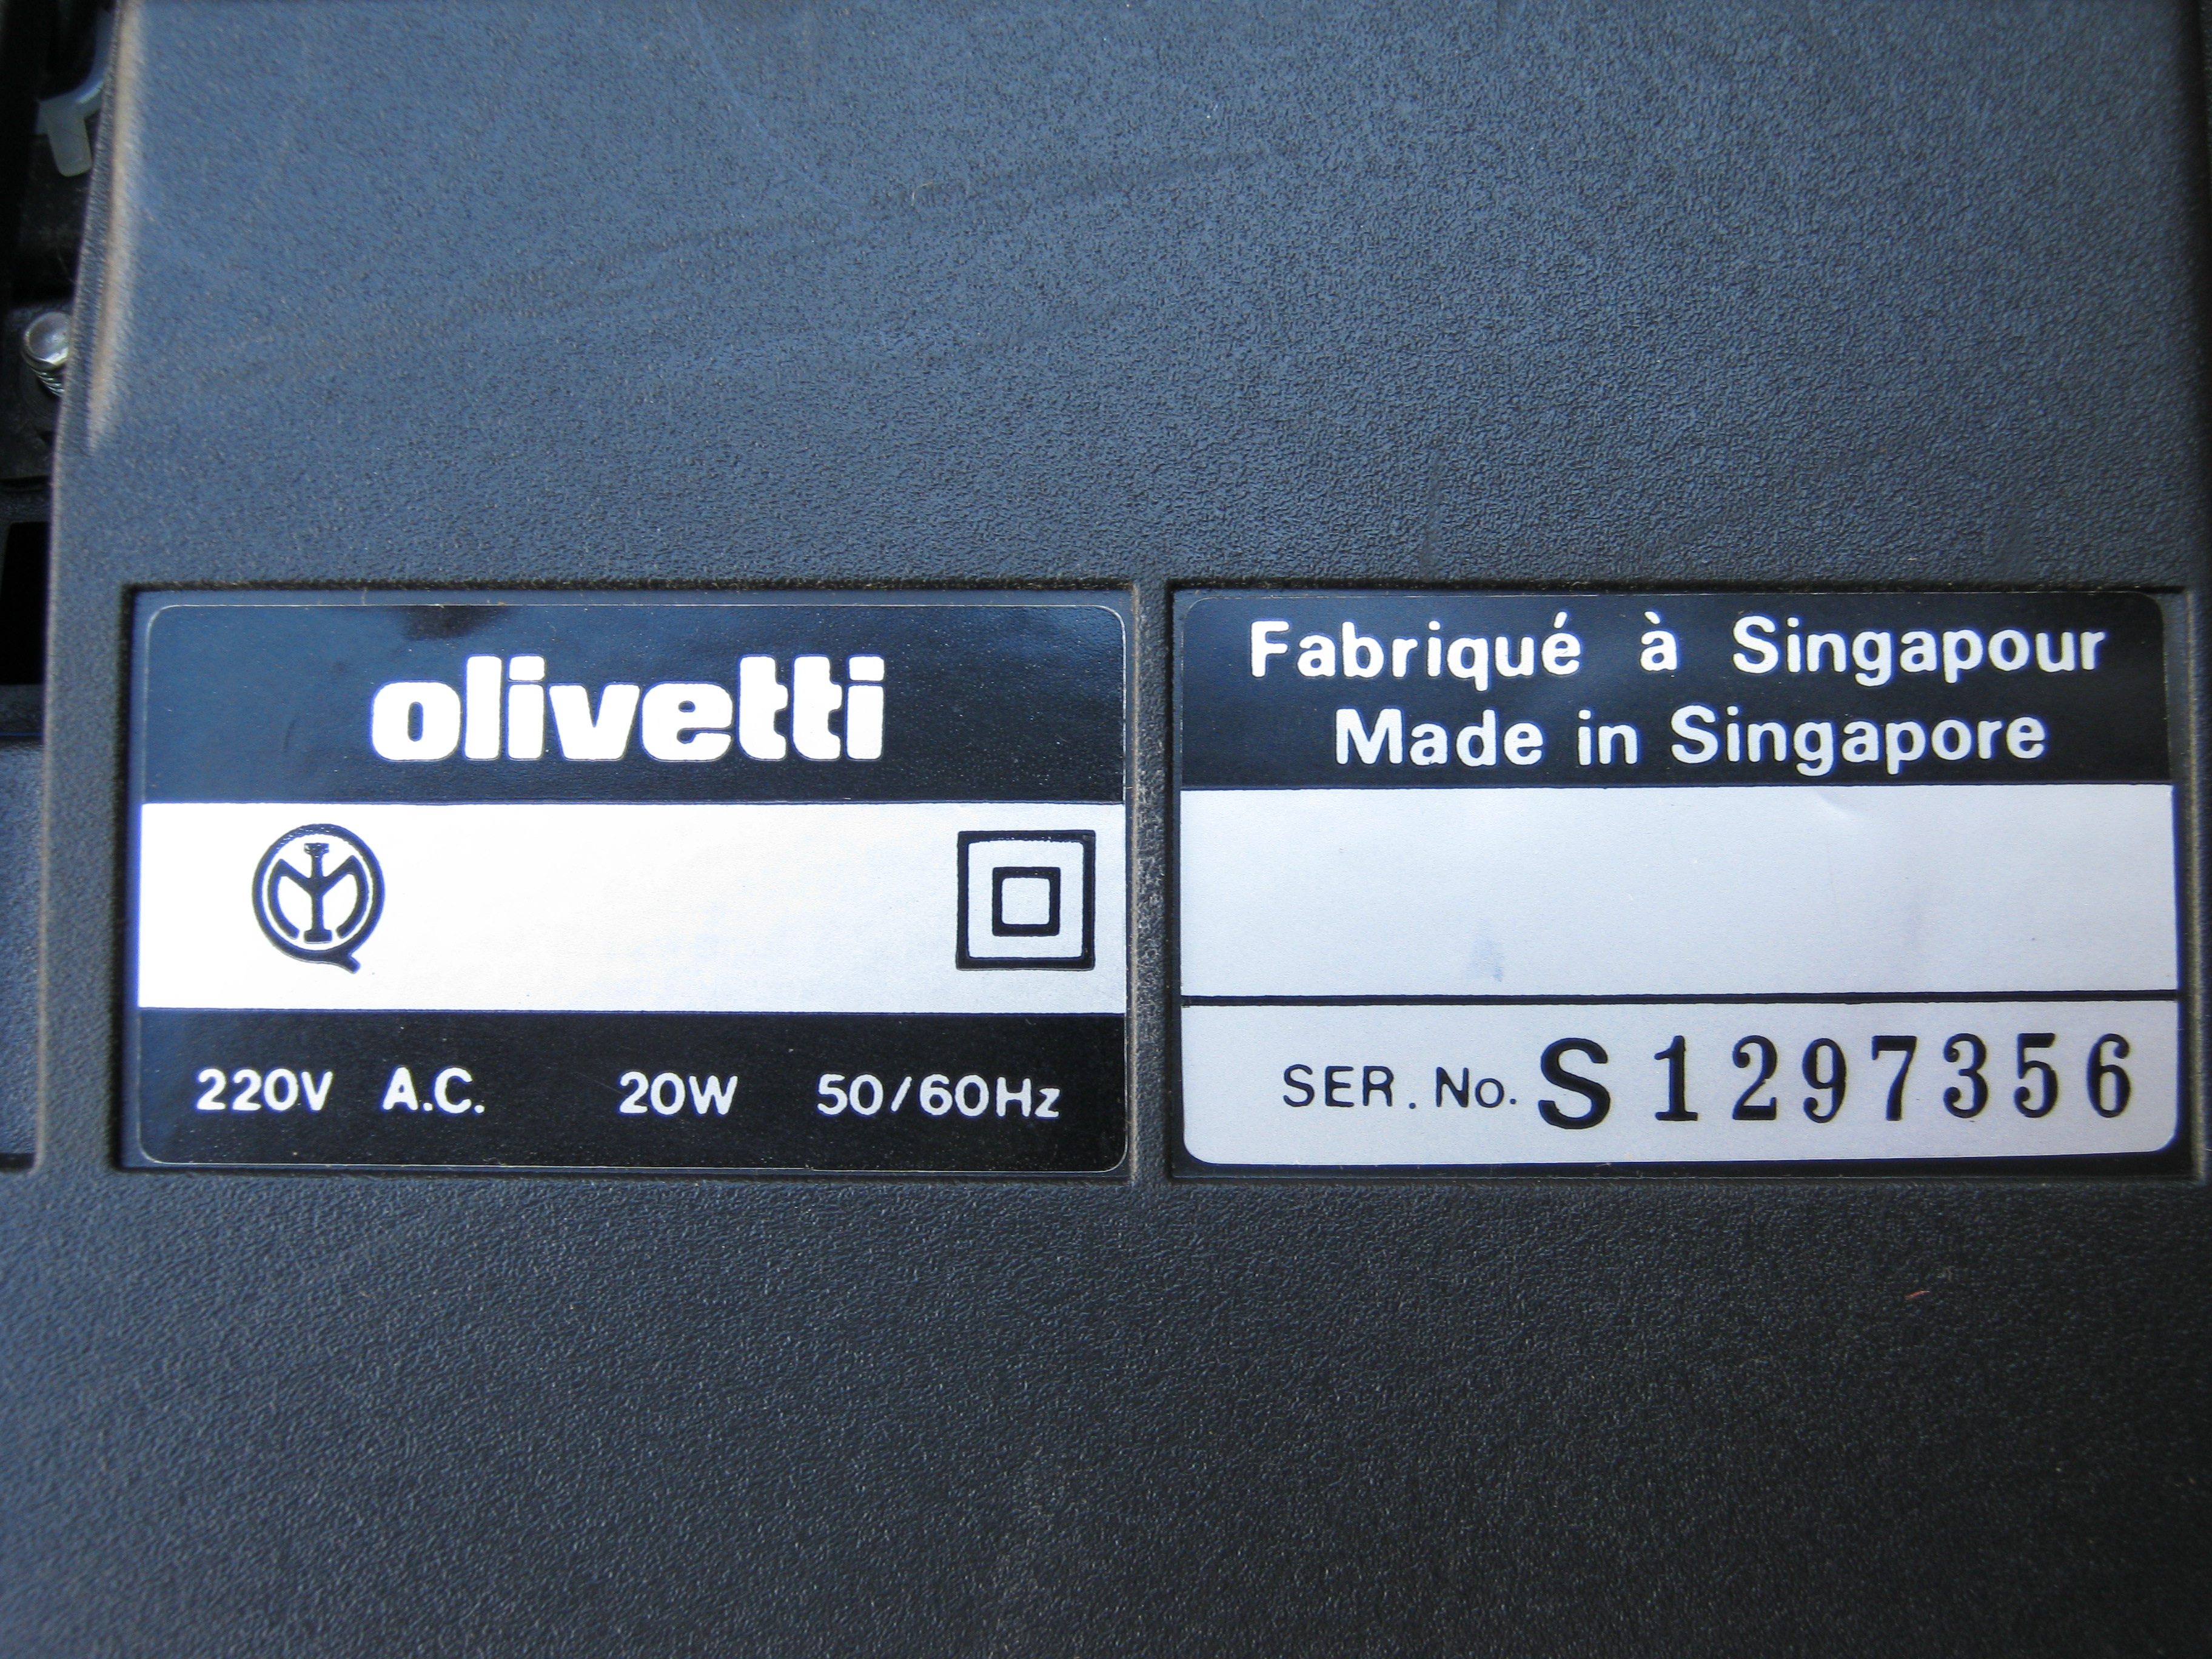 olivetti
220V A.C. 20W 50/60Hz
Fabriqué à Singapour
Made in Singapore
SER. No. S 1297356